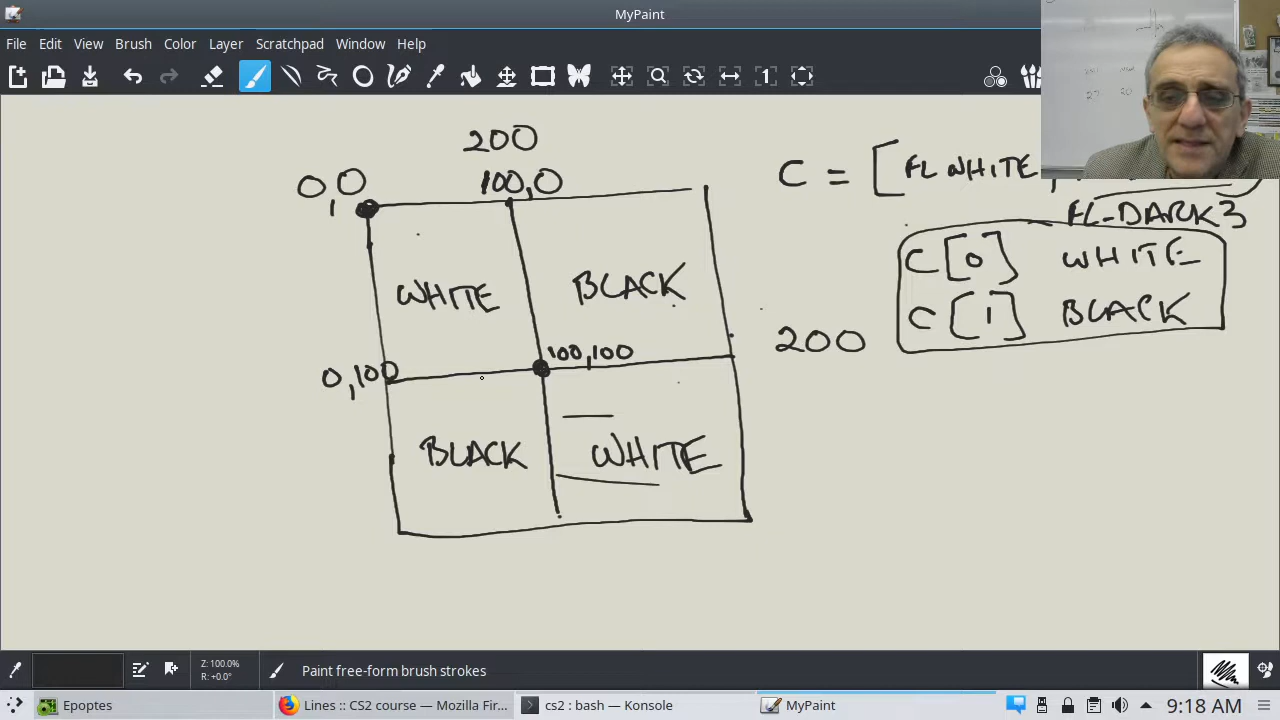 MyPaint
File Edit View Brush Color Layer Scratchpad Window Help
200
0,0
100,0
C = [FL WHITE,
FL-DARK3
C[0] WHITE
C[1] BLACK
WHITE
BLACK
0,100
100,100
200
BLACK
WHITE
Z: 100.0%
R: +0.0°
Paint free-form brush strokes
Epoptes
Lines :: CS2 course — Mozilla Fir...
cs2 : bash — Konsole
MyPaint
9:18 AM